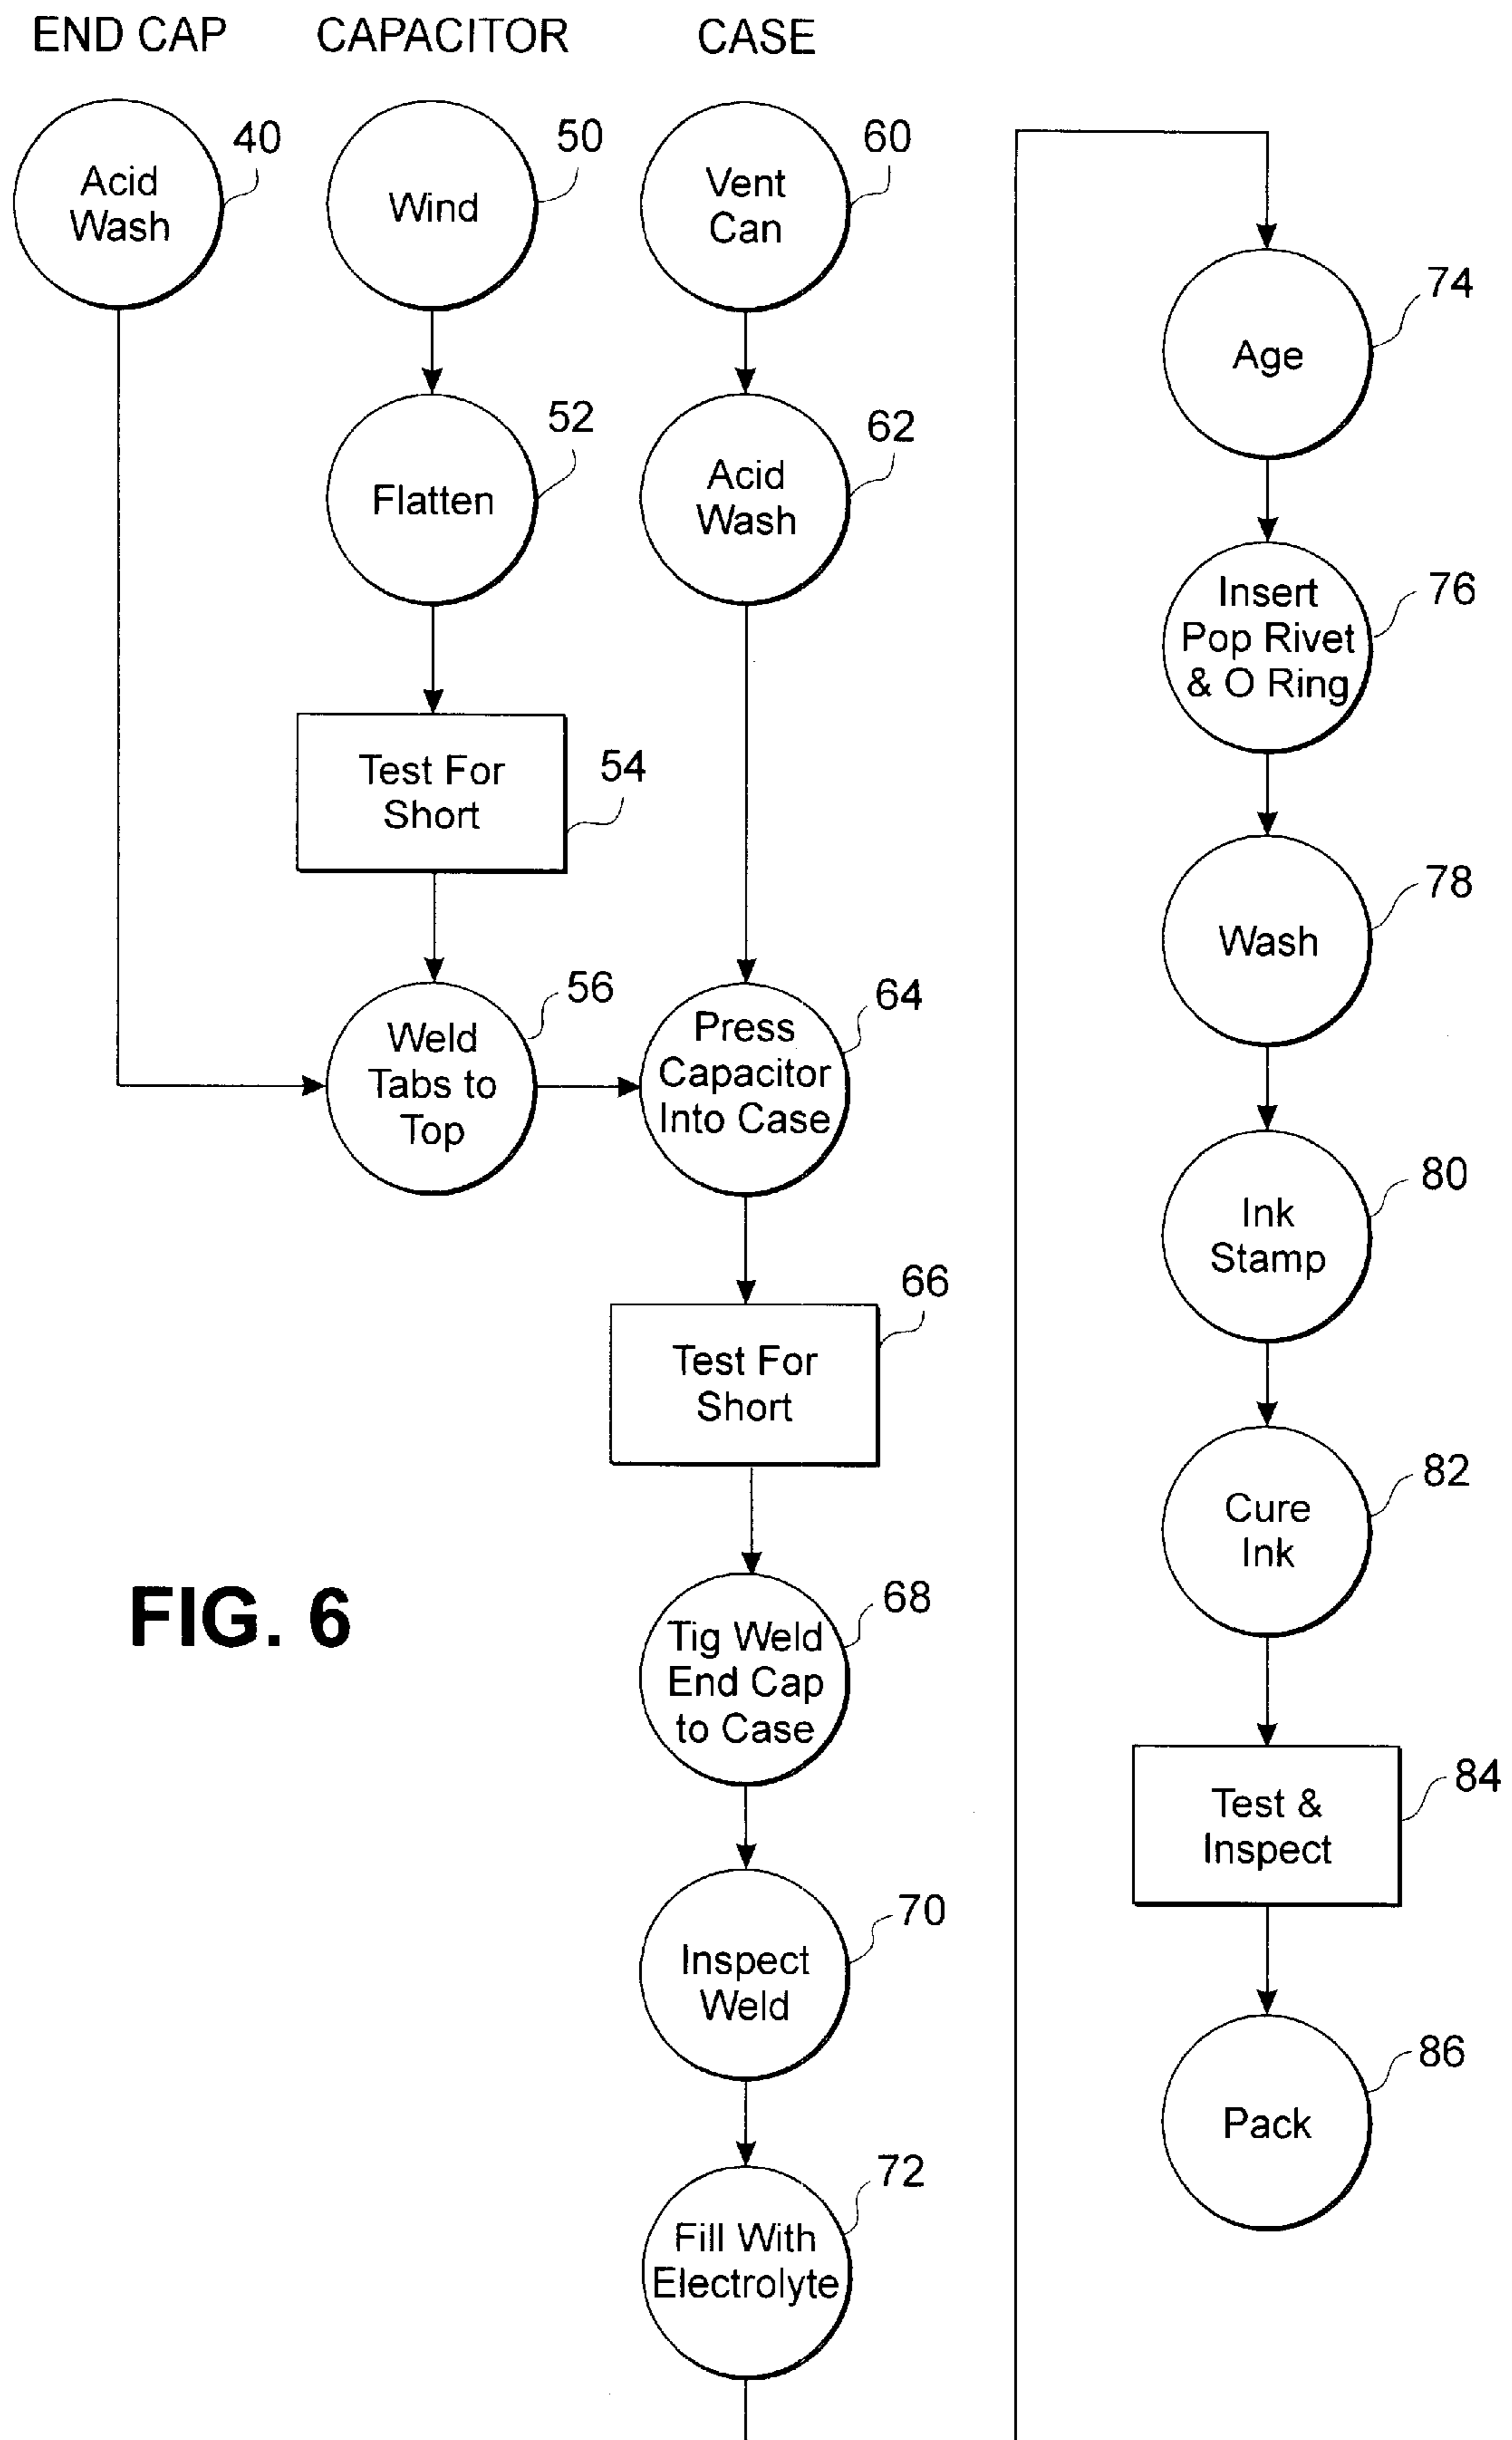 END CAP
CAPACITOR
CASE
40
Acid
Wash
50
Wind
60
Vent
Can
52
Flatten
62
Acid
Wash
54
Test For
Short
56
Weld
Tabs to
Top
64
Press
Capacitor
Into Case
66
Test For
Short
68
Tig Weld
End Cap
to Case
70
Inspect
Weld
72
Fill With
Electrolyte
74
Age
76
Insert
Pop Rivet
& O Ring
78
Wash
80
Ink
Stamp
82
Cure
Ink
84
Test &
Inspect
86
Pack
FIG. 6